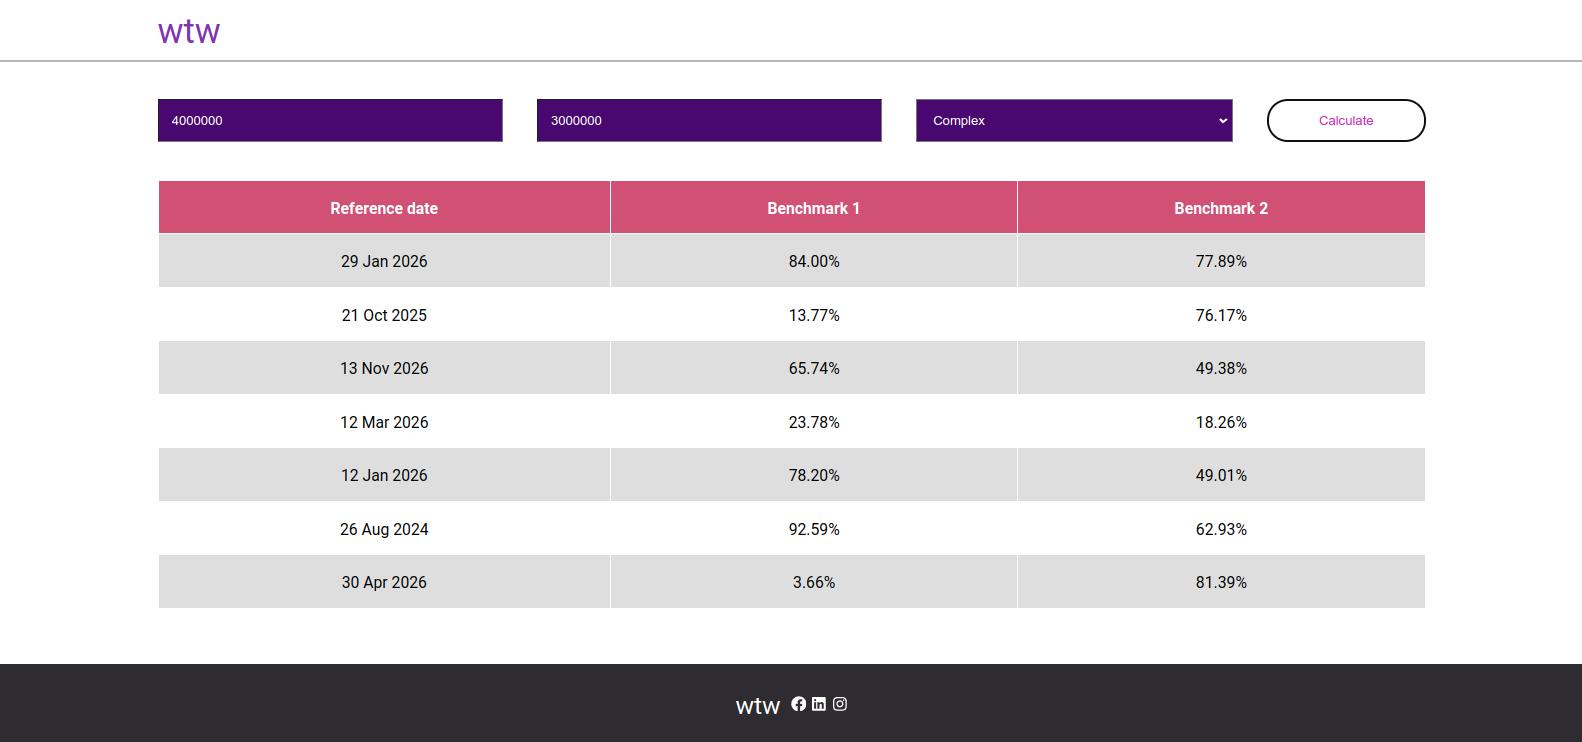 wtw
4000000 3000000 Complex Calculate
Reference date Benchmark 1 Benchmark 2
29 Jan 2026 84.00% 77.89%
21 Oct 2025 13.77% 76.17%
13 Nov 2026 65.74% 49.38%
12 Mar 2026 23.78% 18.26%
12 Jan 2026 78.20% 49.01%
26 Aug 2024 92.59% 62.93%
30 Apr 2026 3.66% 81.39%
wtw